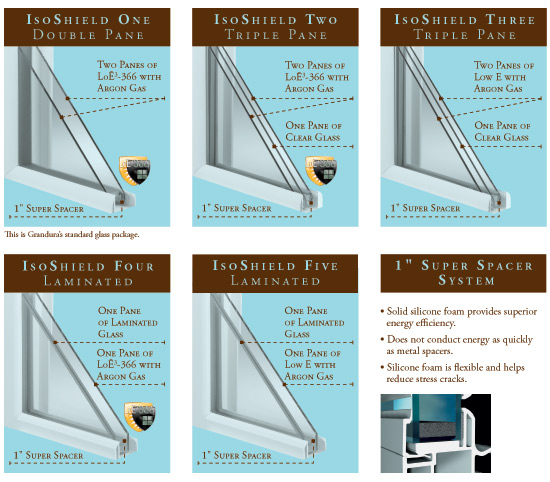 IsoShield One
Double Pane
Two Panes of
LoĒ³-366 with
Argon Gas
1" Super Spacer
This is Grandura's standard glass package.
IsoShield Two
Triple Pane
Two Panes of
LoĒ³-366 with
Argon Gas
One Pane of
Clear Glass
1" Super Spacer
IsoShield Three
Triple Pane
Two Panes of
Low E with
Argon Gas
One Pane of
Clear Glass
1" Super Spacer
IsoShield Four
Laminated
One Pane
of Laminated
Glass
One Pane of
LoĒ³-366 with
Argon Gas
1" Super Spacer
IsoShield Five
Laminated
One Pane
of Laminated
Glass
One Pane of
Low E with
Argon Gas
1" Super Spacer
1" Super Spacer
System
• Solid silicone foam provides superior
energy efficiency.
• Does not conduct energy as quickly
as metal spacers.
• Silicone foam is flexible and helps
reduce stress cracks.